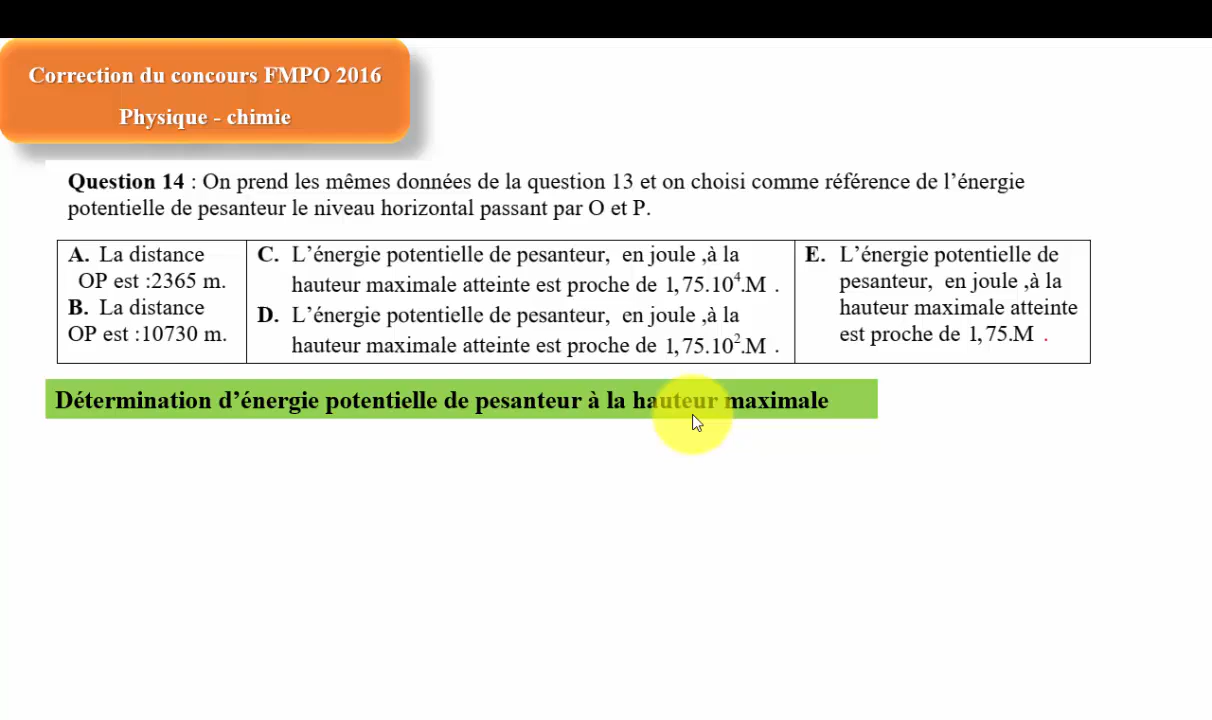 Correction du concours FMPO 2016
Physique - chimie
Question 14 : On prend les mêmes données de la question 13 et on choisi comme référence de l’énergie
potentielle de pesanteur le niveau horizontal passant par O et P.
A. La distance
OP est :2365 m.
B. La distance
OP est :10730 m.
C. L’énergie potentielle de pesanteur, en joule ,à la
hauteur maximale atteinte est proche de 1,75.10⁴.M .
D. L’énergie potentielle de pesanteur, en joule ,à la
hauteur maximale atteinte est proche de 1,75.10².M .
E. L’énergie potentielle de
pesanteur, en joule ,à la
hauteur maximale atteinte
est proche de 1,75.M .
Détermination d’énergie potentielle de pesanteur à la hauteur maximale